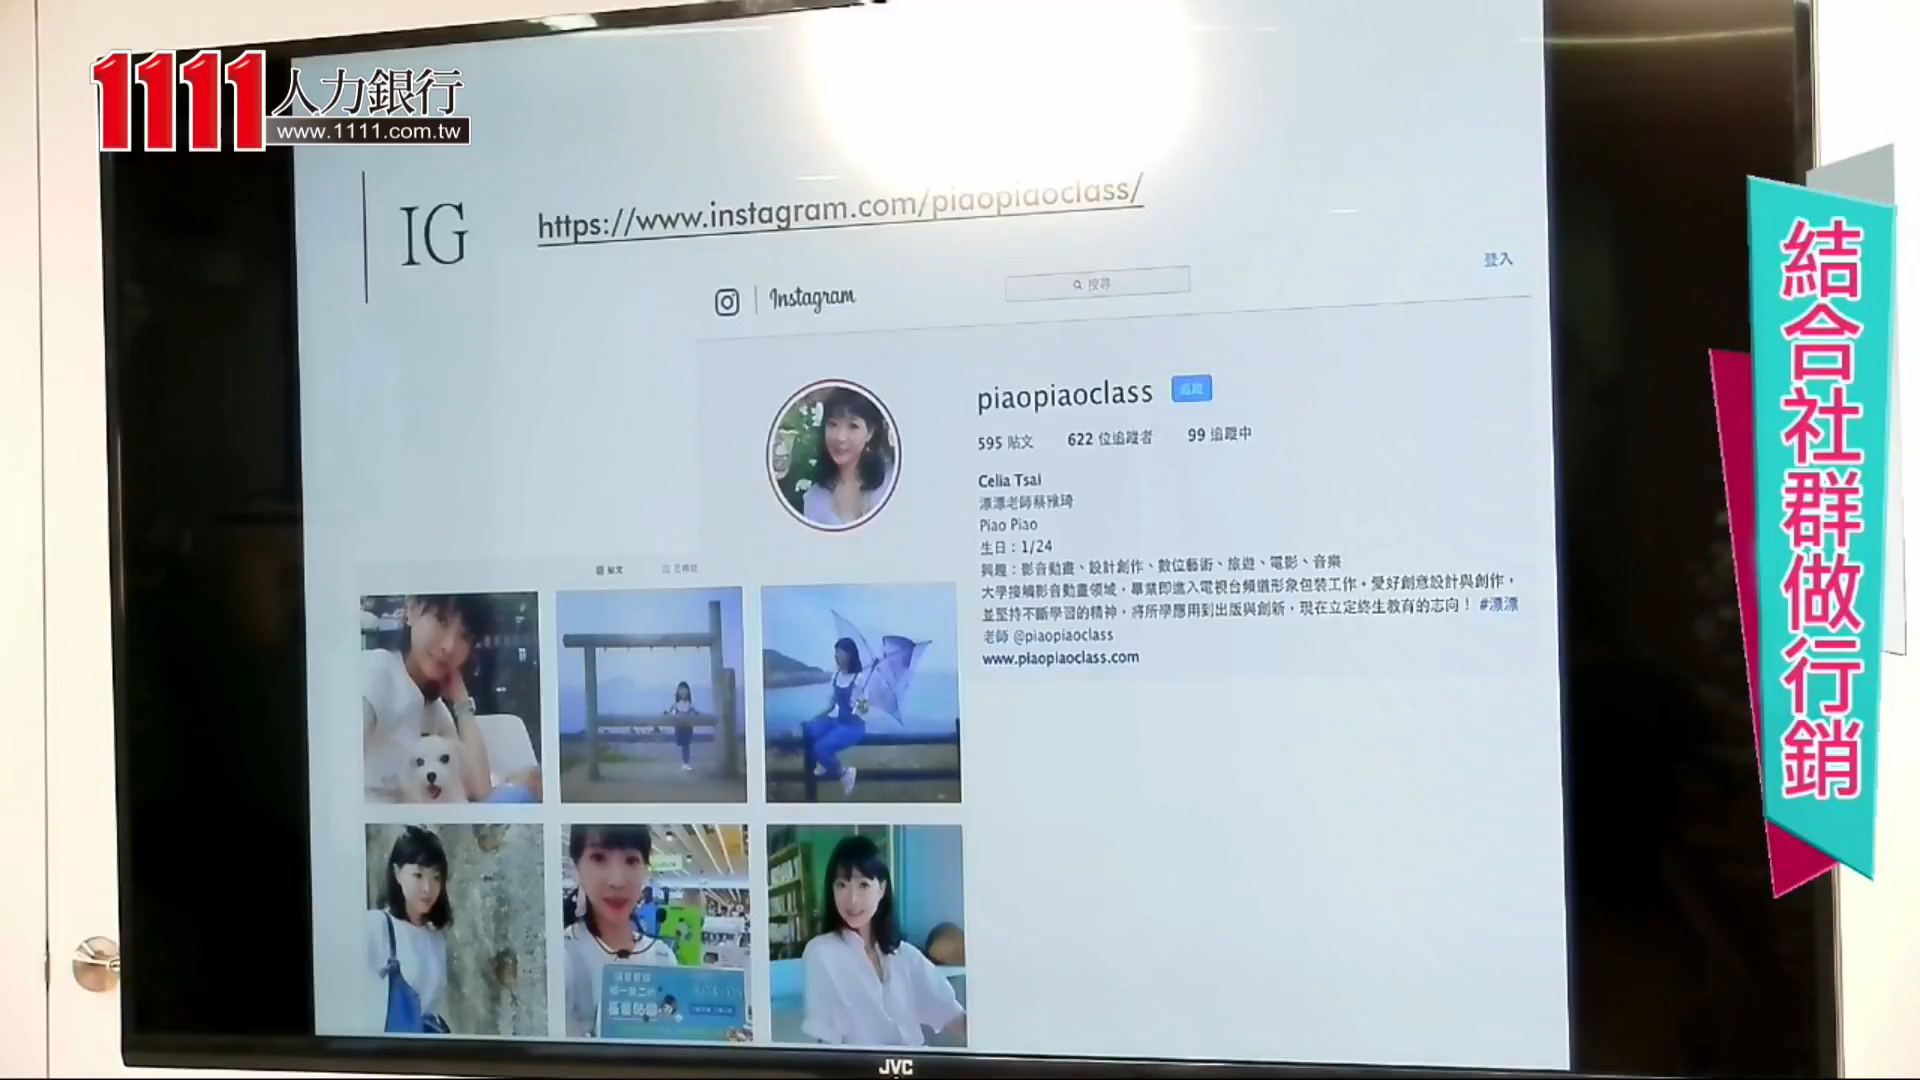 1111人力銀行
www.1111.com.tw
IG
https://www.instagram.com/piaopiaoclass/
Instagram
搜尋
登入
piaopiaoclass
追蹤
595 貼文 622 位追蹤者 99 追蹤中
Celia Tsai
漂漂老師蔡雅琦
Piao Piao
生日：1/24
興趣：影音動畫、設計創作、數位藝術、旅遊、電影、音樂
大學接觸影音動畫領域，畢業即進入電視台頻道形象包裝工作。愛好創意設計與創作，
並堅持不斷學習的精神，將所學應用到出版與創新，現在立定終生教育的志向！ #漂漂
老師 @piaopiaoclass
www.piaopiaoclass.com
貼文
結合社群做行銷
JVC